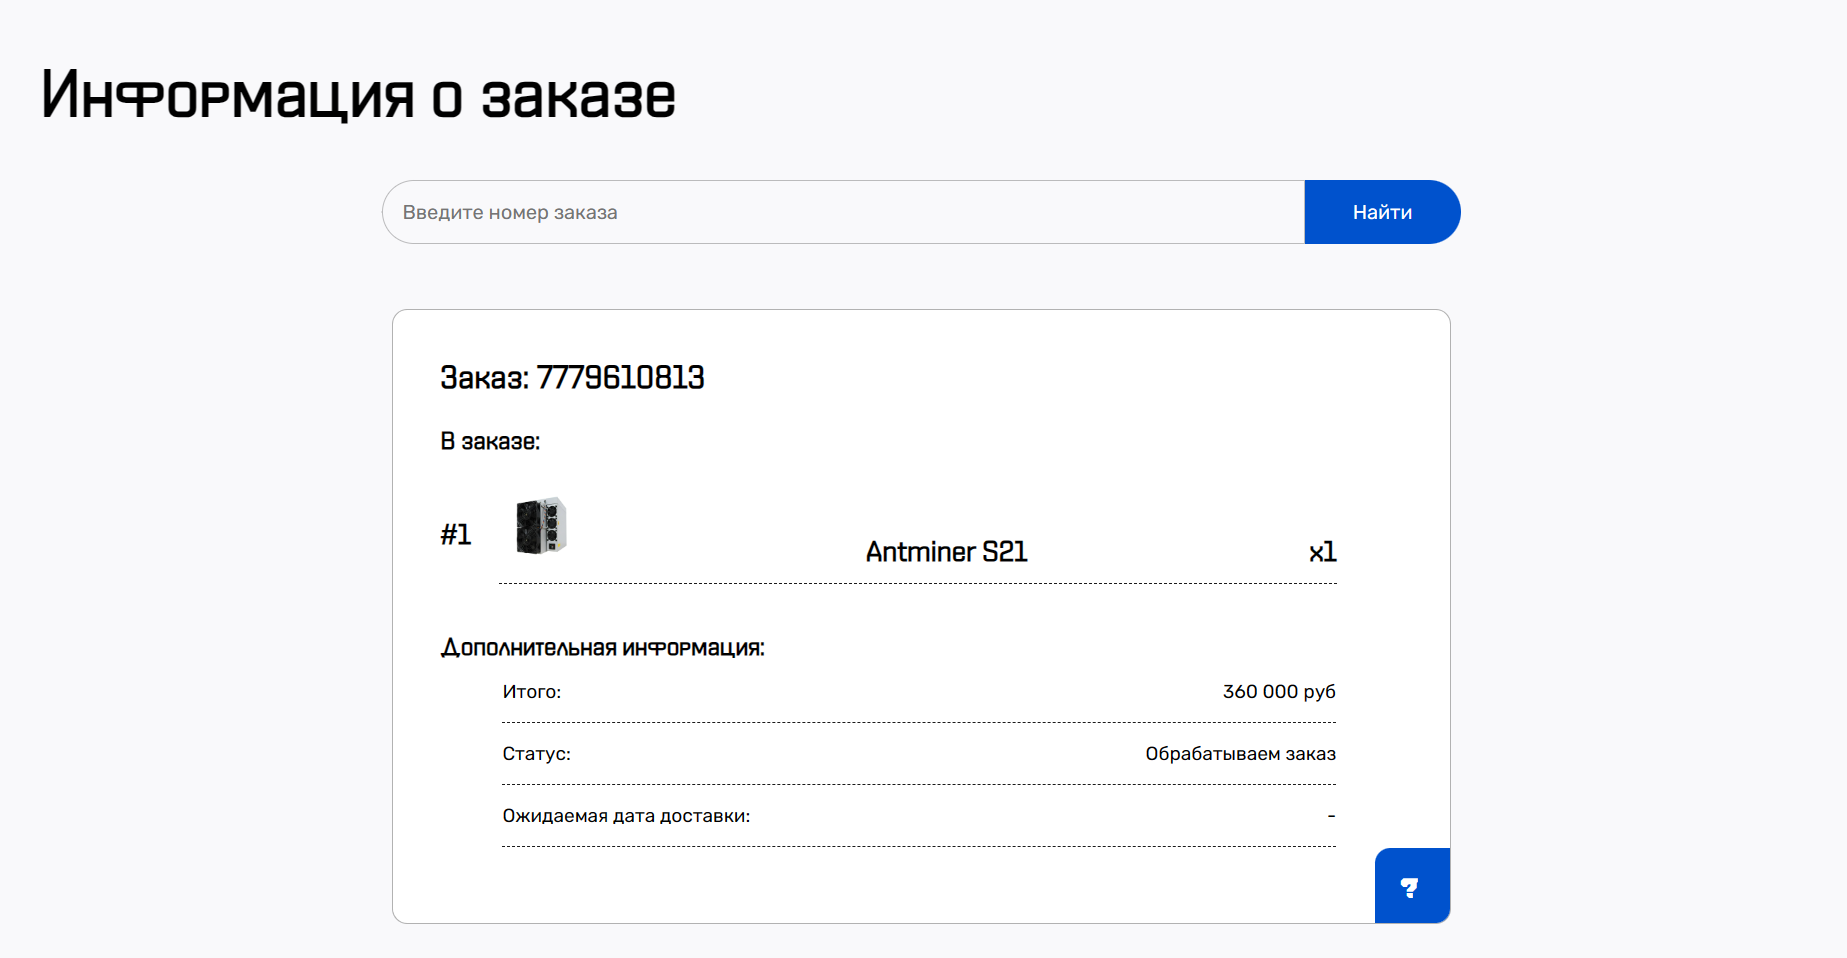 Информация о заказе
Введите номер заказа
Найти
Заказ: 7779610813
В заказе:
#1
Antminer S21
x1
Дополнительная информация:
Итого:
360 000 руб
Статус:
Обрабатываем заказ
Ожидаемая дата доставки:
-
?